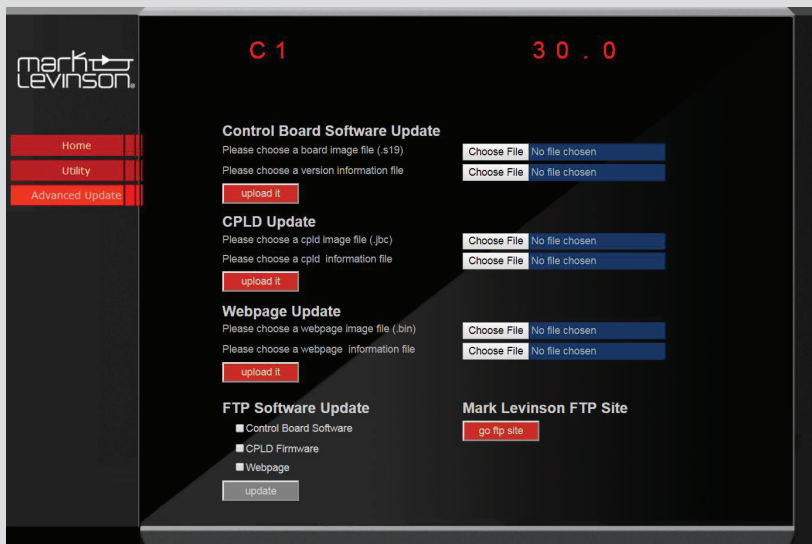 C1 30.0
mark
Levinson®
Home
Utility
Advanced Update
Control Board Software Update
Please choose a board image file (.s19) Choose File No file chosen
Please choose a version information file Choose File No file chosen
upload it
CPLD Update
Please choose a cpld image file (.jbc) Choose File No file chosen
Please choose a cpld information file Choose File No file chosen
upload it
Webpage Update
Please choose a webpage image file (.bin) Choose File No file chosen
Please choose a webpage information file Choose File No file chosen
upload it
FTP Software Update
Control Board Software
CPLD Firmware
Webpage
update
Mark Levinson FTP Site
go ftp site